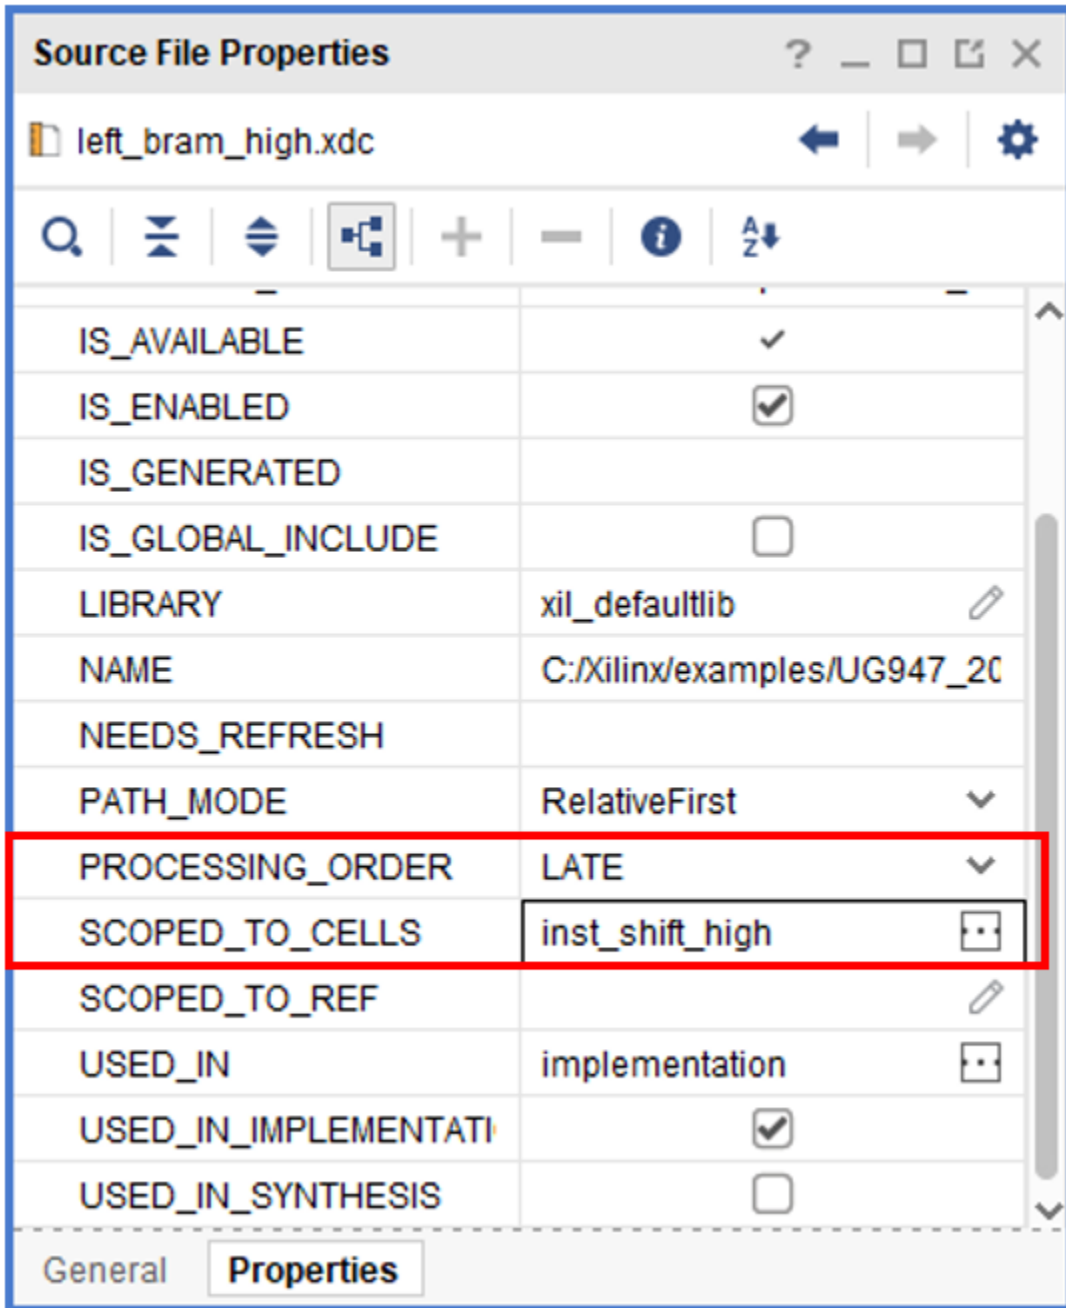 Source File Properties
left_bram_high.xdc
IS_AVAILABLE
IS_ENABLED
IS_GENERATED
IS_GLOBAL_INCLUDE
LIBRARY xil_defaultlib
NAME C:/Xilinx/examples/UG947_20
NEEDS_REFRESH
PATH_MODE RelativeFirst
PROCESSING_ORDER LATE
SCOPED_TO_CELLS inst_shift_high
SCOPED_TO_REF
USED_IN implementation
USED_IN_IMPLEMENTATI
USED_IN_SYNTHESIS
General Properties